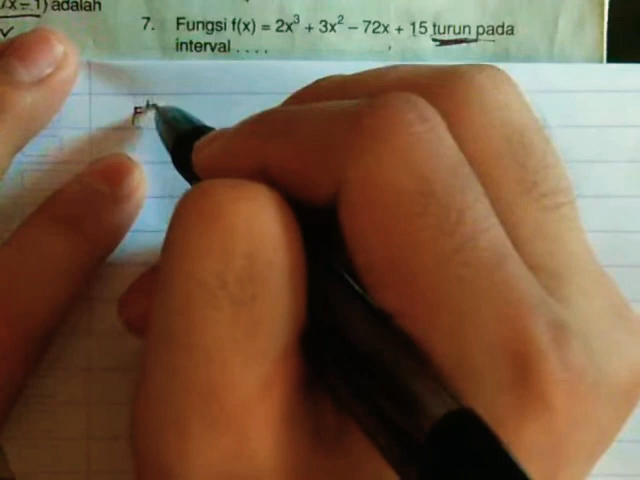 x = 1) adalah
7. Fungsi f(x) = 2x³ + 3x² – 72x + 15 turun pada
interval . . . .